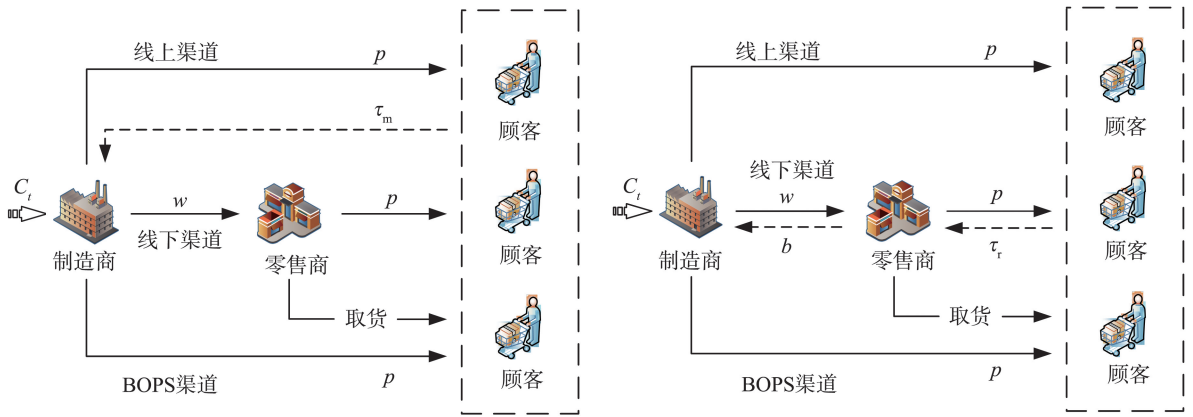 线上渠道
p
τm
顾客
Ct
w
p
线下渠道
制造商
零售商
顾客
取货
BOPS渠道
p
顾客
线上渠道
p
顾客
线下渠道
Ct
w
p
b
τr
制造商
零售商
顾客
取货
BOPS渠道
p
顾客